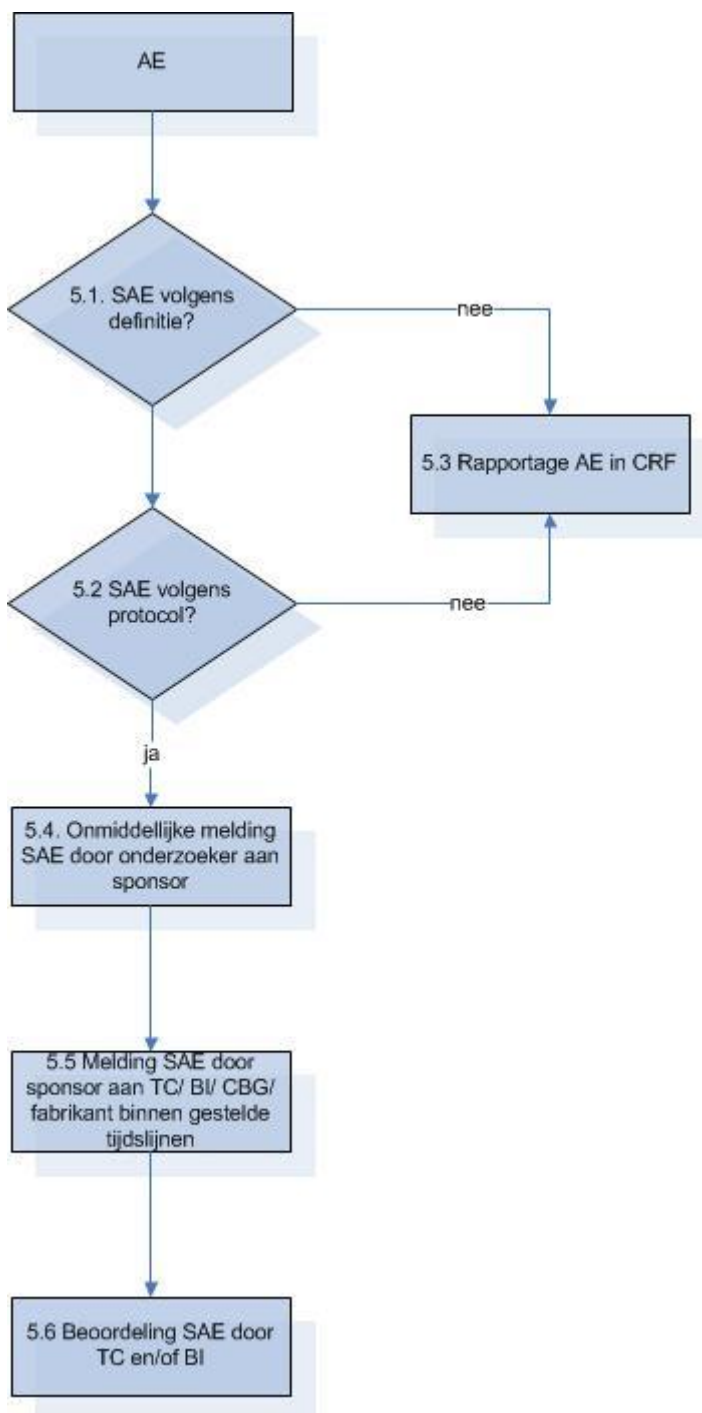 AE
5.1. SAE volgens
definitie?
nee
5.3 Rapportage AE in CRF
5.2 SAE volgens
protocol?
nee
ja
5.4. Onmiddellijke melding
SAE door onderzoeker aan
sponsor
5.5 Melding SAE door
sponsor aan TC/ BI/ CBG/
fabrikant binnen gestelde
tijdslijnen
5.6 Beoordeling SAE door
TC en/of BI